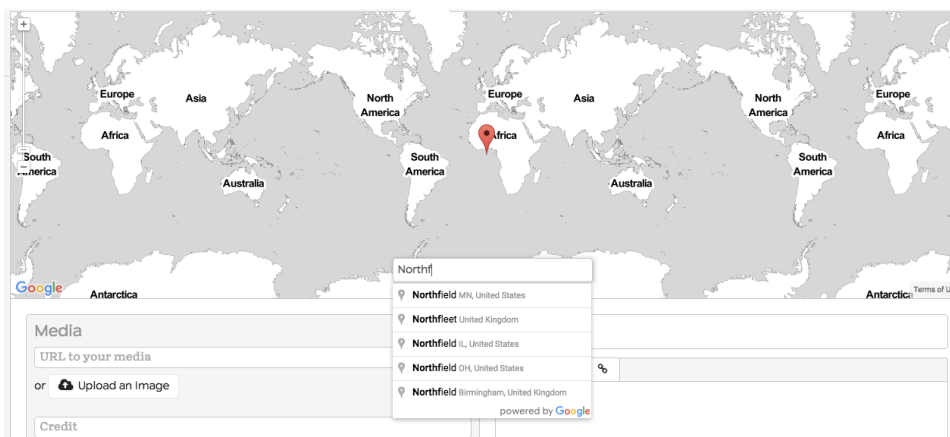 +
Europe
Asia
North
America
Europe
Asia
North
America
Europe
Africa
Africa
Africa
South
America
Australia
South
America
Australia
South
America
Google
Antarctica
Antarctica
Terms of U
Northf
Northfield MN, United States
Northfleet United Kingdom
Northfield IL, United States
Northfield OH, United States
Northfield Birmingham, United Kingdom
powered by Google
Media
URL to your media
or Upload an Image
Credit